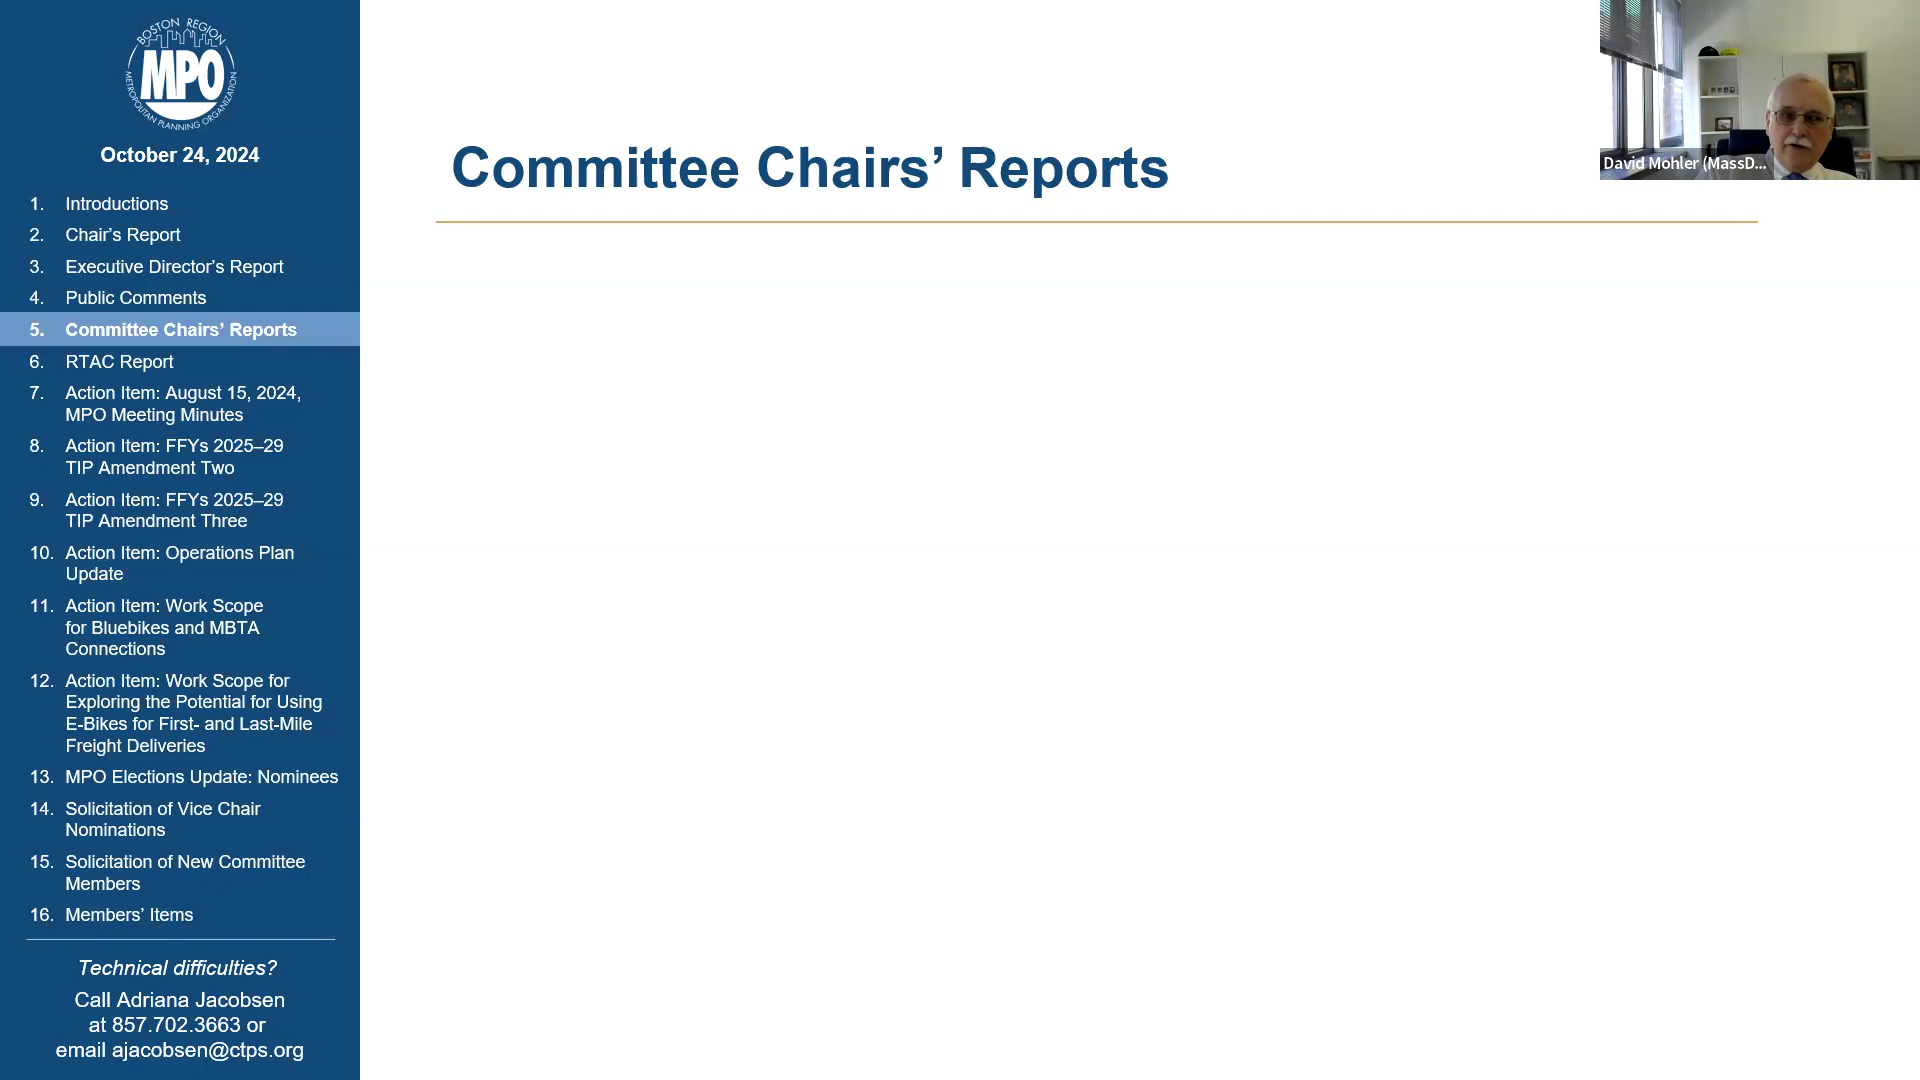 BOSTON REGION
MPO
METROPOLITAN PLANNING ORGANIZATION
October 24, 2024
1. Introductions
2. Chair’s Report
3. Executive Director’s Report
4. Public Comments
5. Committee Chairs’ Reports
6. RTAC Report
7. Action Item: August 15, 2024,
MPO Meeting Minutes
8. Action Item: FFYs 2025–29
TIP Amendment Two
9. Action Item: FFYs 2025–29
TIP Amendment Three
10. Action Item: Operations Plan
Update
11. Action Item: Work Scope
for Bluebikes and MBTA
Connections
12. Action Item: Work Scope for
Exploring the Potential for Using
E-Bikes for First- and Last-Mile
Freight Deliveries
13. MPO Elections Update: Nominees
14. Solicitation of Vice Chair
Nominations
15. Solicitation of New Committee
Members
16. Members’ Items
Technical difficulties?
Call Adriana Jacobsen
at 857.702.3663 or
email ajacobsen@ctps.org
Committee Chairs’ Reports
David Mohler (MassD...